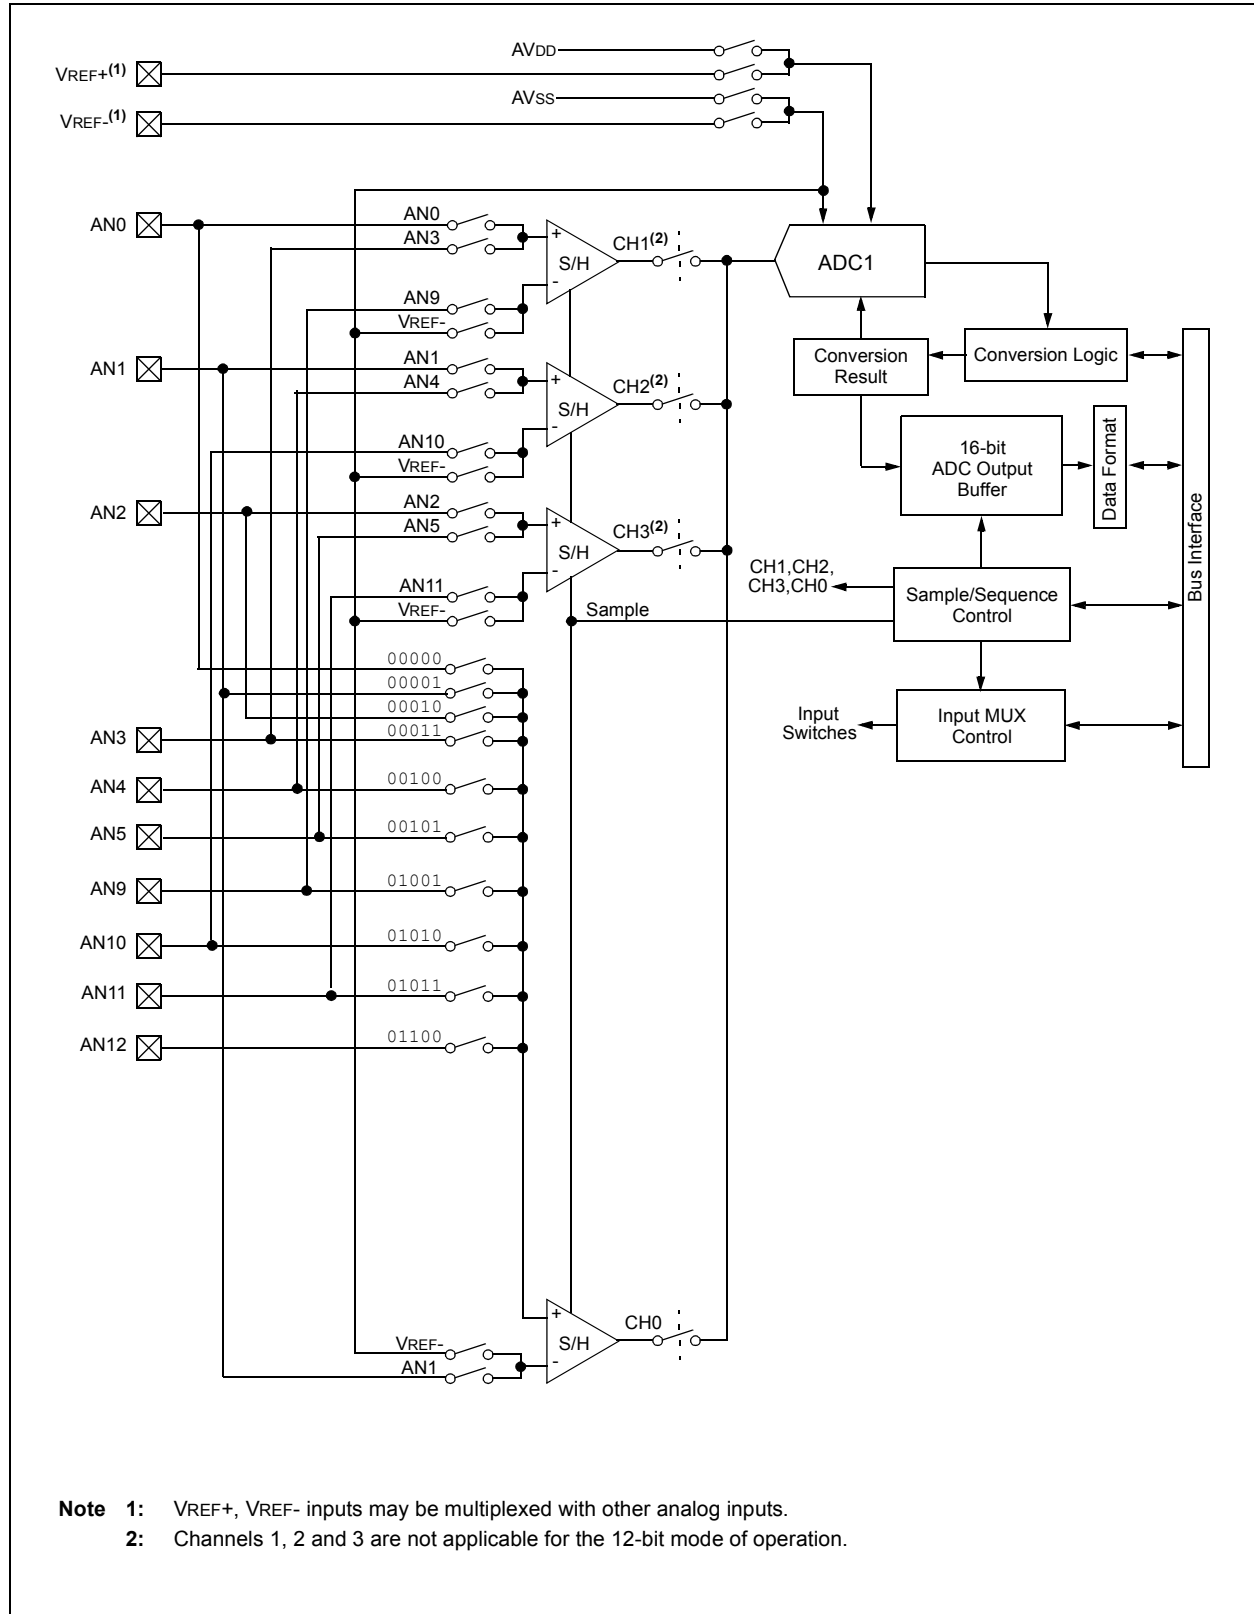 AVDD
VREF+(1)
AVSS
VREF-(1)
AN0
AN0
AN3
+
S/H
-
CH1(2)
ADC1
AN9
VREF-
Conversion
Result
Conversion Logic
AN1
AN1
AN4
+
S/H
-
CH2(2)
AN10
VREF-
16-bit
ADC Output
Buffer
Data Format
Bus Interface
AN2
AN2
AN5
+
S/H
-
CH3(2)
AN11
VREF-
CH1,CH2,
CH3,CH0
Sample/Sequence
Control
Sample
00000
00001
00010
00011
AN3
Input
Switches
Input MUX
Control
AN4
00100
AN5
00101
AN9
01001
AN10
01010
AN11
01011
AN12
01100
+
S/H
-
CH0
VREF-
AN1
Note 1: VREF+, VREF- inputs may be multiplexed with other analog inputs.
2: Channels 1, 2 and 3 are not applicable for the 12-bit mode of operation.